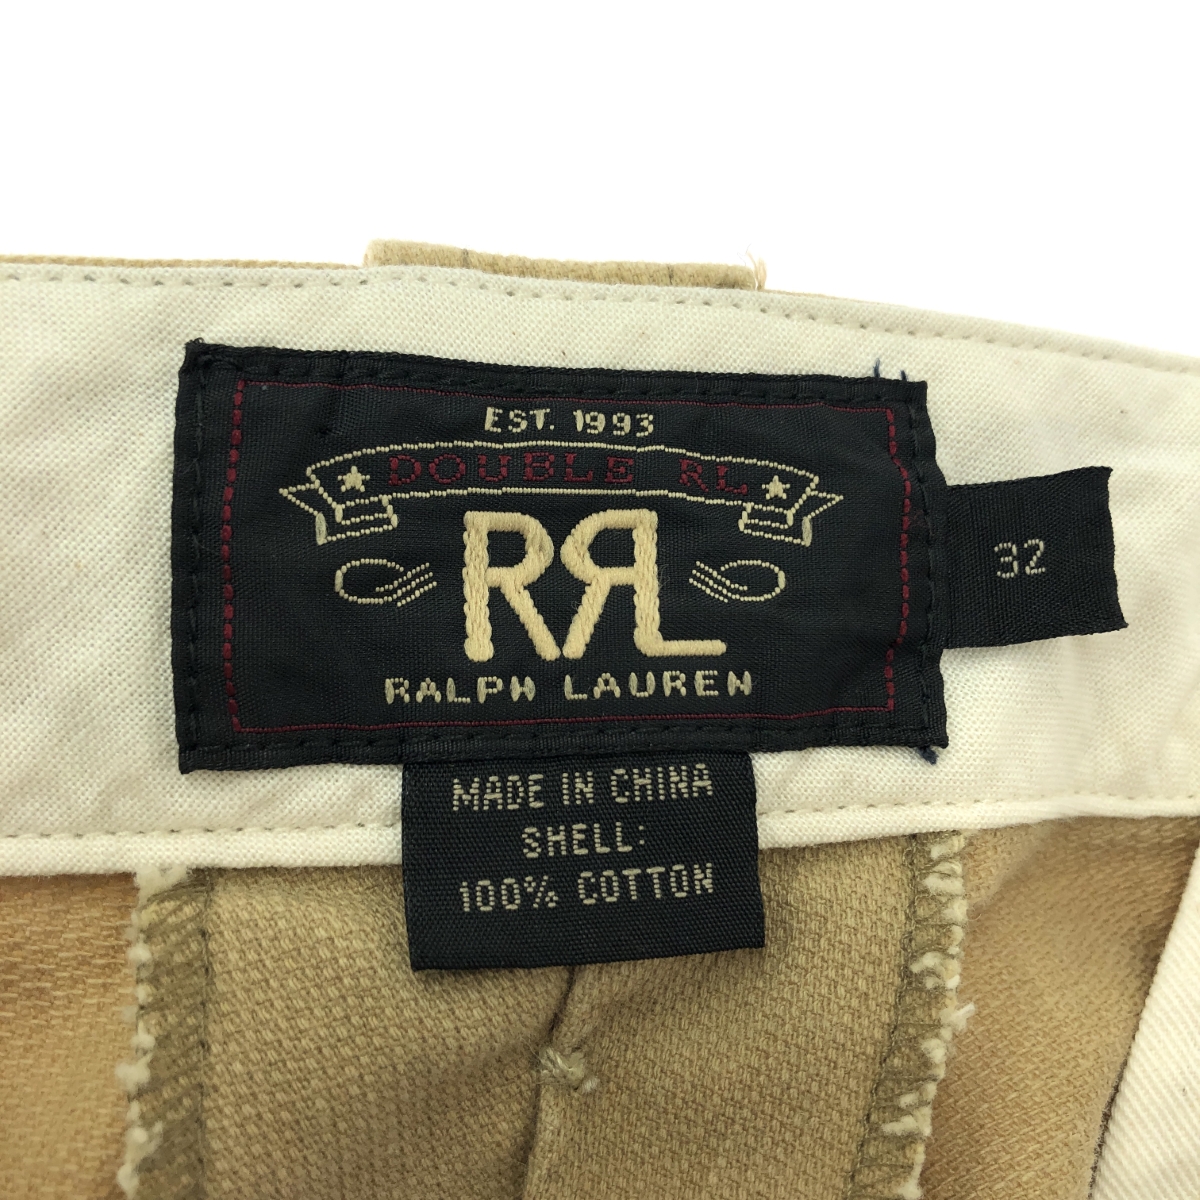 EST. 1993
DOUBLE RL
RRL
RALPH LAUREN
32
MADE IN CHINA
SHELL:
100% COTTON